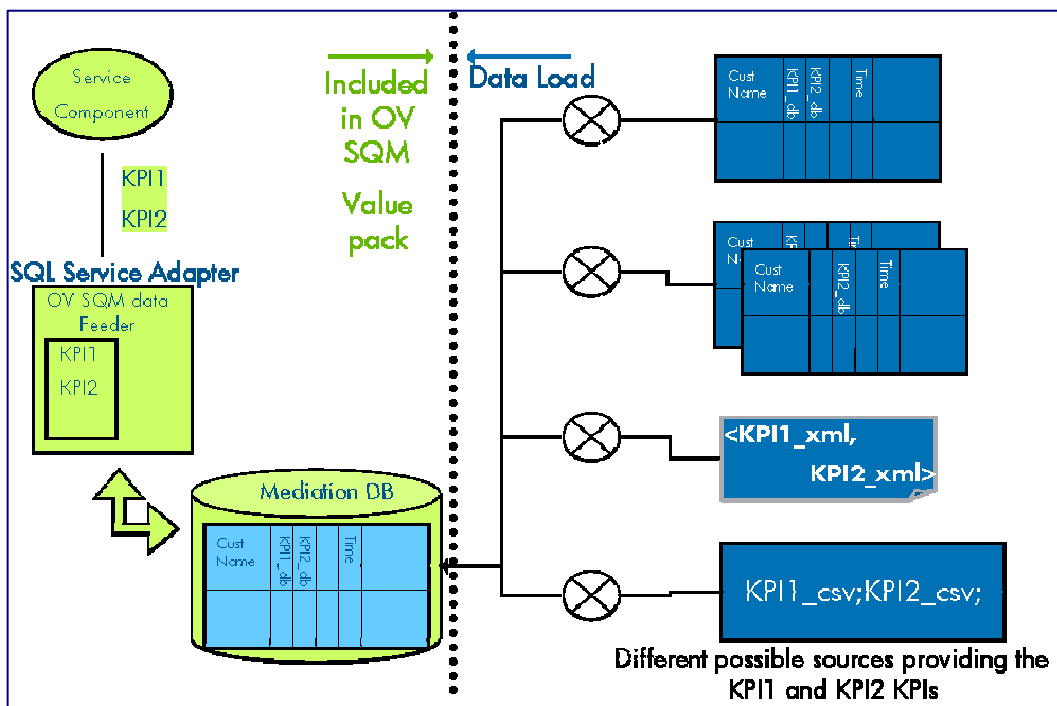 Service
Component
KPI1
KPI2
SQL Service Adapter
OV SQM data
Feeder
KPI1
KPI2
Included
in OV
SQM
Value
pack
Data Load
Mediation DB
Cust
Name
KPI1_db
KPI2_db
Time
Cust
Name
KPI1_db
KPI2_db
Time
Cust
Cust
Name
KPI2_db
Time
<KPI1_xml,
KPI2_xml>
KPI1_csv;KPI2_csv;
Different possible sources providing the
KPI1 and KPI2 KPIs